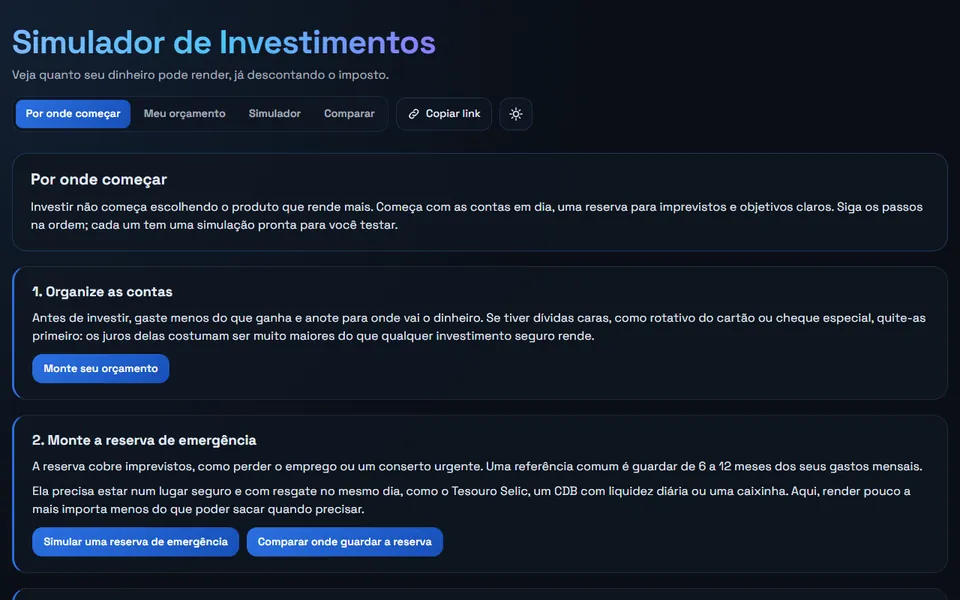 Simulador de Investimentos
Veja quanto seu dinheiro pode render, já descontando o imposto.
Por onde começar
Meu orçamento
Simulador
Comparar
Copiar link
Por onde começar
Investir não começa escolhendo o produto que rende mais. Começa com as contas em dia, uma reserva para imprevistos e objetivos claros. Siga os passos
na ordem; cada um tem uma simulação pronta para você testar.
1. Organize as contas
Antes de investir, gaste menos do que ganha e anote para onde vai o dinheiro. Se tiver dívidas caras, como rotativo do cartão ou cheque especial, quite-as
primeiro: os juros delas costumam ser muito maiores do que qualquer investimento seguro rende.
Monte seu orçamento
2. Monte a reserva de emergência
A reserva cobre imprevistos, como perder o emprego ou um conserto urgente. Uma referência comum é guardar de 6 a 12 meses dos seus gastos mensais.
Ela precisa estar num lugar seguro e com resgate no mesmo dia, como o Tesouro Selic, um CDB com liquidez diária ou uma caixinha. Aqui, render pouco a
mais importa menos do que poder sacar quando precisar.
Simular uma reserva de emergência
Comparar onde guardar a reserva